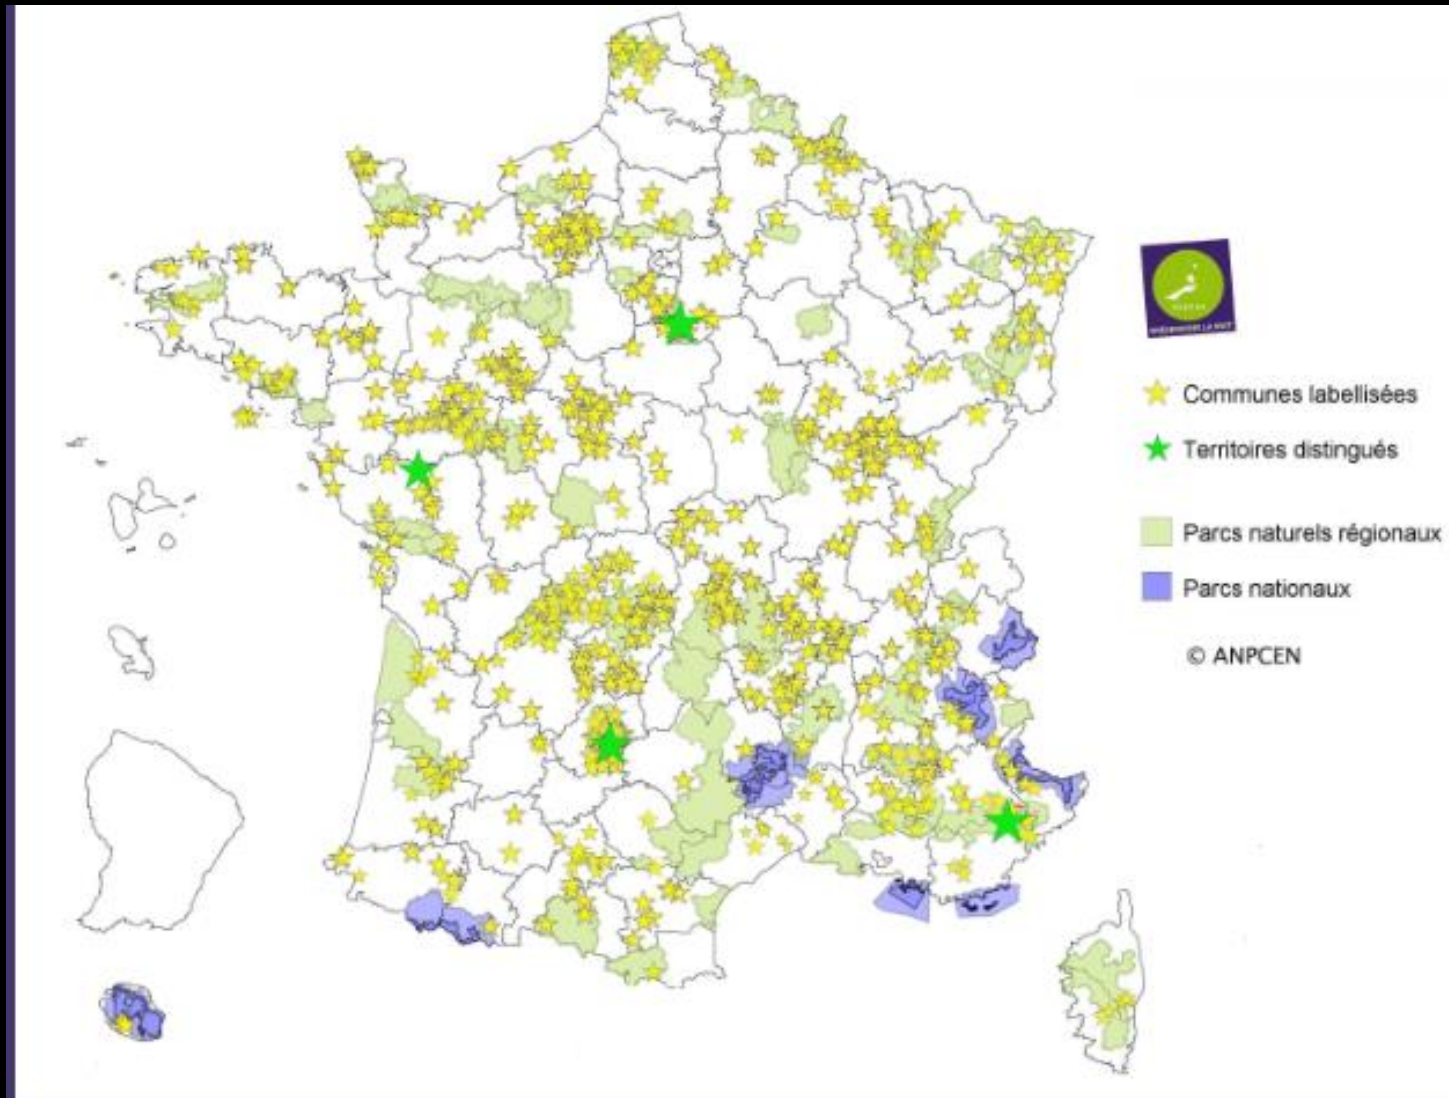 Communes labellisées
Territoires distingués
Parcs naturels régionaux
Parcs nationaux
© ANPCEN